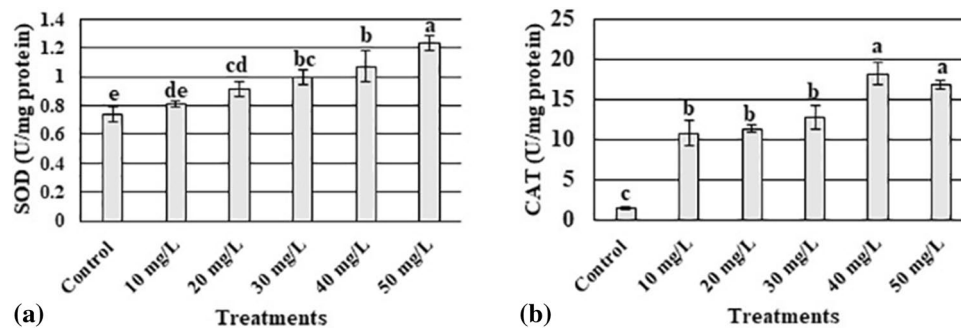 SOD (U/mg protein)
1.4
1.2
1
0.8
0.6
0.4
0.2
0
e
de
cd
bc
b
a
Control
10 mg/L
20 mg/L
30 mg/L
40 mg/L
50 mg/L
(a)
Treatments
CAT (U/mg protein)
25
20
15
10
5
0
c
b
b
b
a
a
Control
10 mg/L
20 mg/L
30 mg/L
40 mg/L
50 mg/L
(b)
Treatments